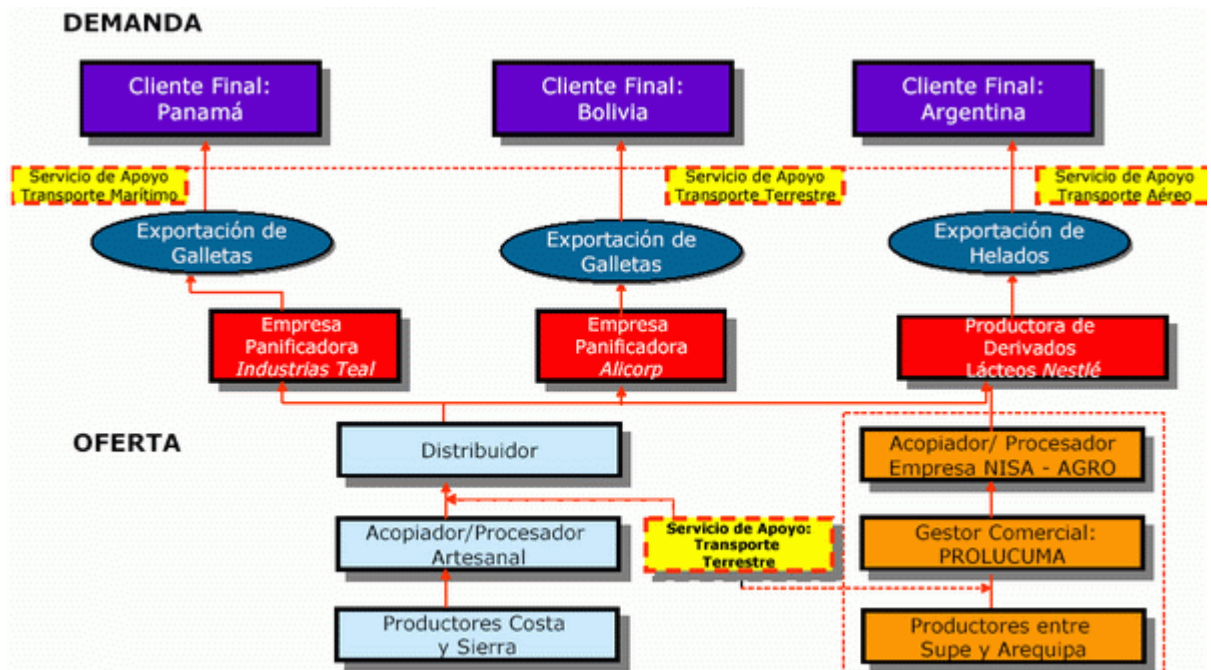 DEMANDA
Cliente Final:
Panamá
Cliente Final:
Bolivia
Cliente Final:
Argentina
Servicio de Apoyo
Transporte Marítimo
Servicio de Apoyo
Transporte Terrestre
Servicio de Apoyo
Transporte Aéreo
Exportación de
Galletas
Exportación de
Galletas
Exportación de
Helados
Empresa
Panificadora
Industrias Teal
Empresa
Panificadora
Alicorp
Productora de
Derivados
Lácteos Nestlé
OFERTA
Distribuidor
Acopiador/ Procesador
Empresa NISA - AGRO
Acopiador/Procesador
Artesanal
Servicio de Apoyo:
Transporte
Terrestre
Gestor Comercial:
PROLUCUMA
Productores Costa
y Sierra
Productores entre
Supe y Arequipa